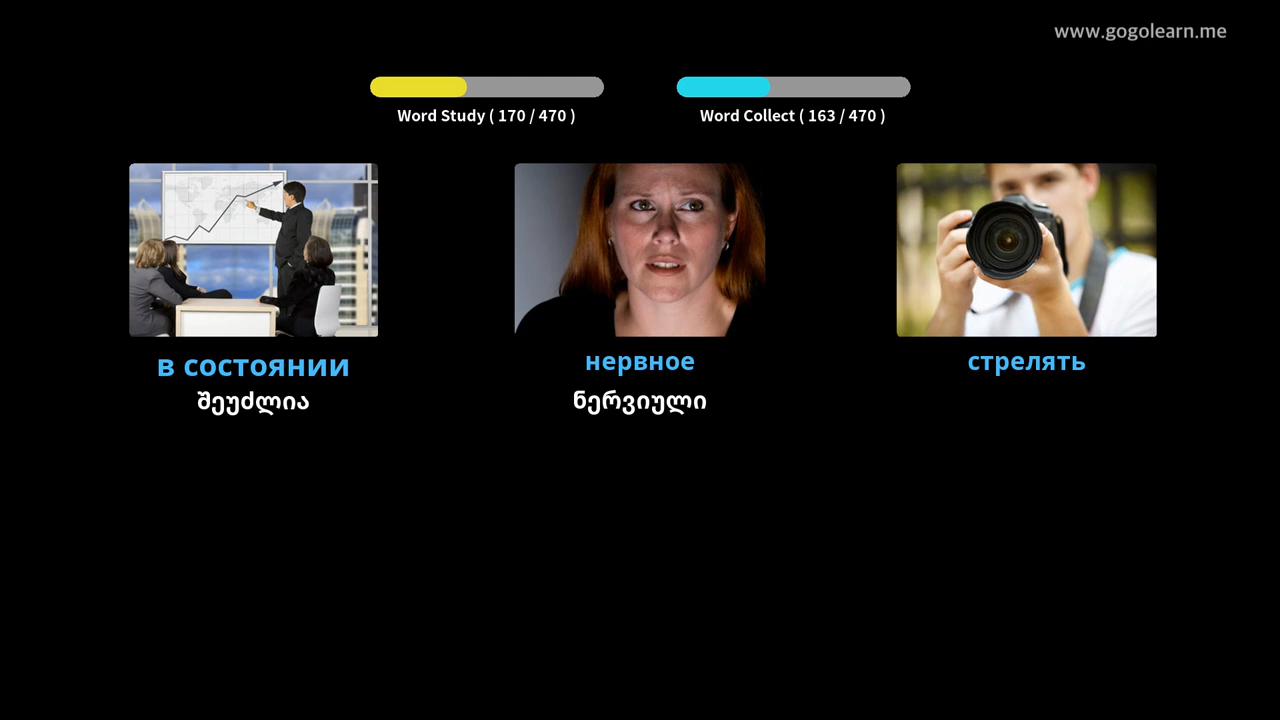 www.gogolearn.me
Word Study ( 170 / 470 )
Word Collect ( 163 / 470 )
в состоянии
нервное
стрелять
შეუძლია
ნერვიული